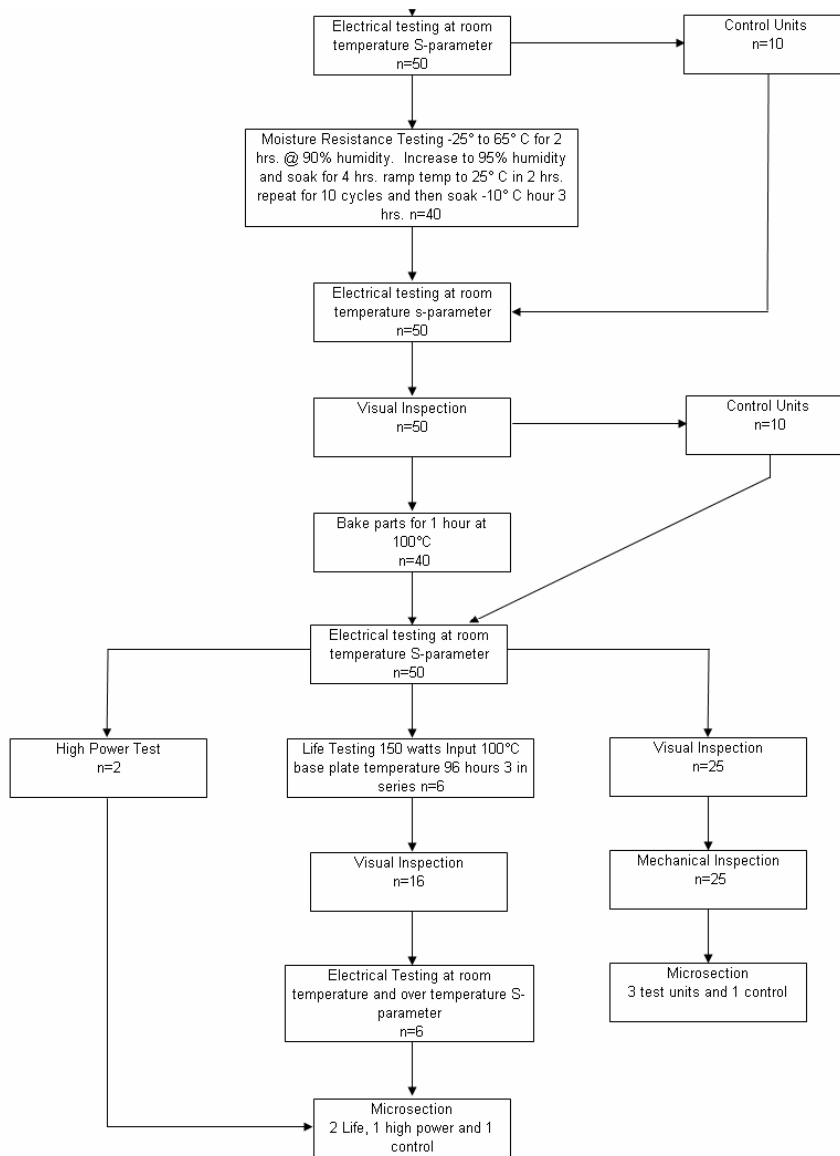 Electrical testing at room
temperature S-parameter
n=50
Control Units
n=10
Moisture Resistance Testing -25° to 65° C for 2
hrs. @ 90% humidity. Increase to 95% humidity
and soak for 4 hrs. ramp temp to 25° C in 2 hrs.
repeat for 10 cycles and then soak -10° C hour 3
hrs. n=40
Electrical testing at room
temperature s-parameter
n=50
Visual Inspection
n=50
Control Units
n=10
Bake parts for 1 hour at
100°C
n=40
Electrical testing at room
temperature S-parameter
n=50
High Power Test
n=2
Life Testing 150 watts Input 100°C
base plate temperature 96 hours 3 in
series n=6
Visual Inspection
n=25
Visual Inspection
n=16
Mechanical Inspection
n=25
Electrical Testing at room
temperature and over temperature S-
parameter
n=6
Microsection
3 test units and 1 control
Microsection
2 Life, 1 high power and 1
control